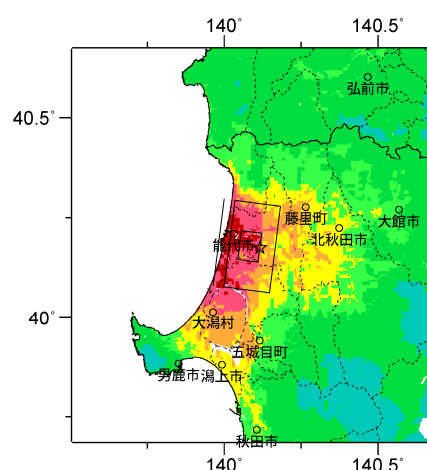 140° 140.5°
40.5°
弘前市
藤里町
大館市
北秋田市
能代市
40°
大潟村
五城目町
男鹿市
潟上市
秋田市
140° 140.5°